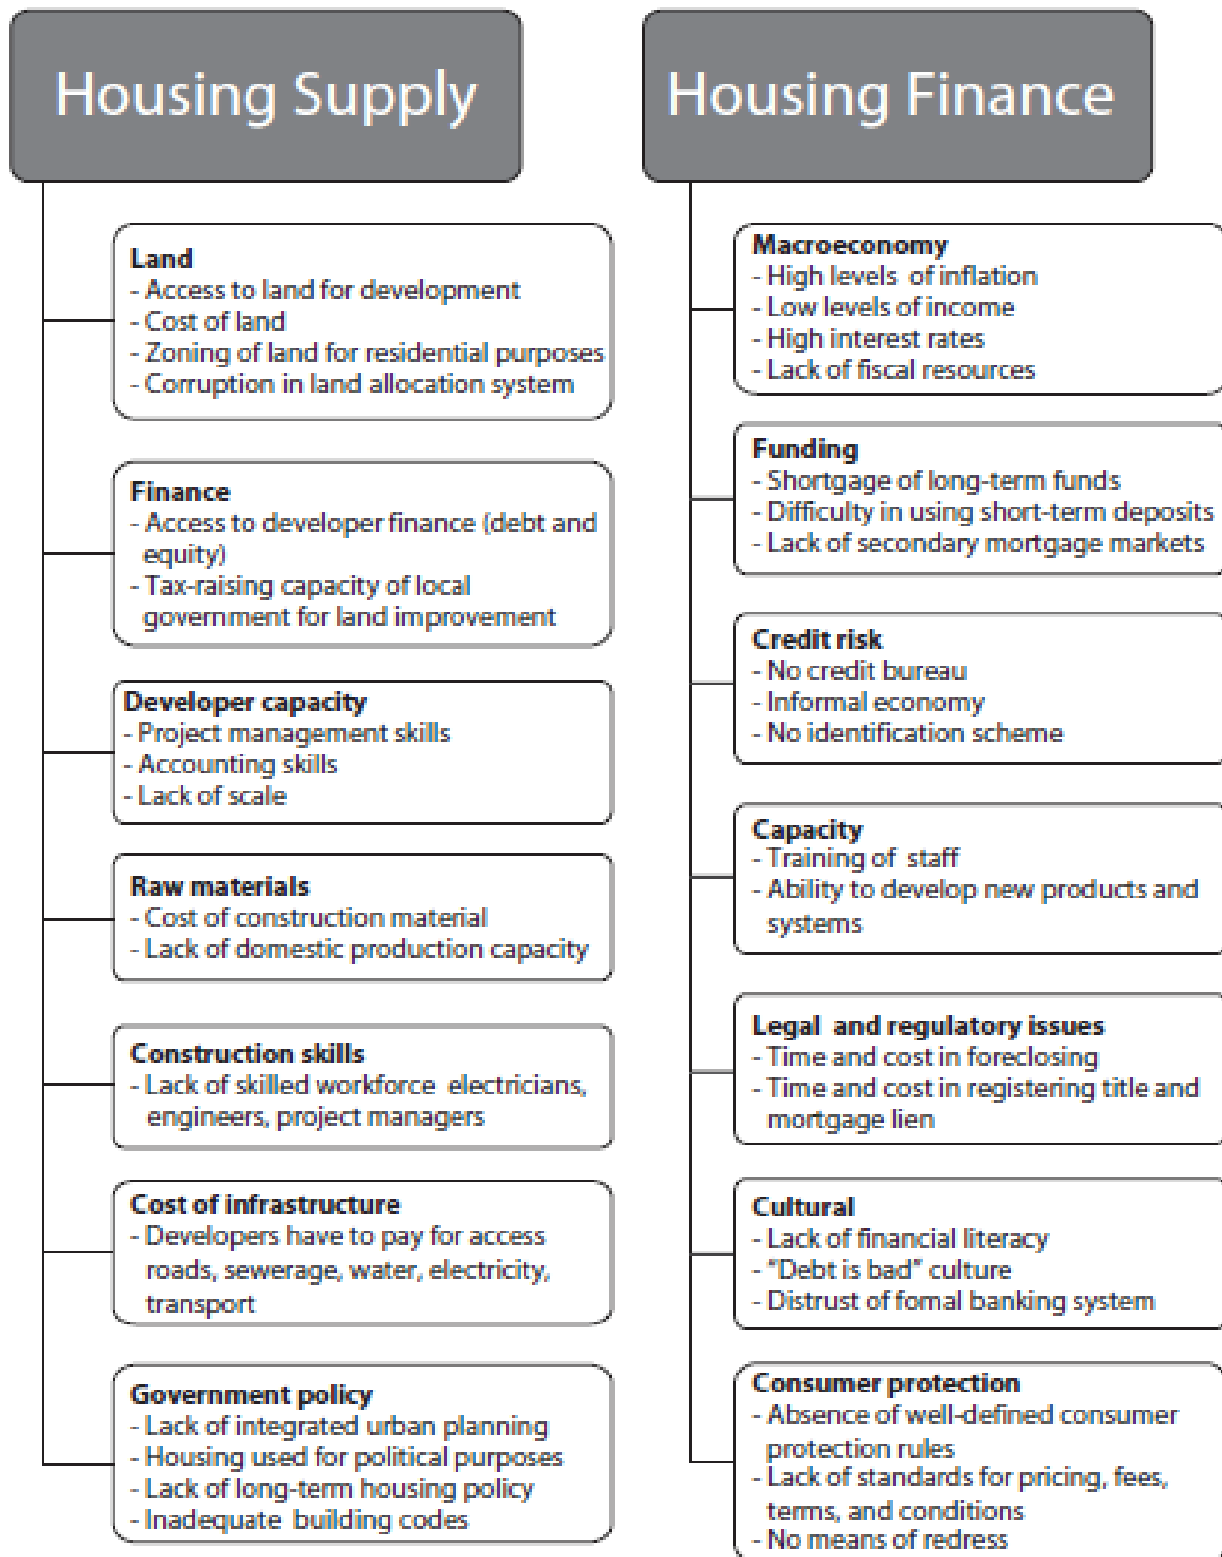 Housing Supply
Land
- Access to land for development
- Cost of land
- Zoning of land for residential purposes
- Corruption in land allocation system
Finance
- Access to developer finance (debt and
equity)
- Tax-raising capacity of local
government for land improvement
Developer capacity
- Project management skills
- Accounting skills
- Lack of scale
Raw materials
- Cost of construction material
- Lack of domestic production capacity
Construction skills
- Lack of skilled workforce electricians,
engineers, project managers
Cost of infrastructure
- Developers have to pay for access
roads, sewerage, water, electricity,
transport
Government policy
- Lack of integrated urban planning
- Housing used for political purposes
- Lack of long-term housing policy
- Inadequate building codes
Housing Finance
Macroeconomy
- High levels of inflation
- Low levels of income
- High interest rates
- Lack of fiscal resources
Funding
- Shortgage of long-term funds
- Difficulty in using short-term deposits
- Lack of secondary mortgage markets
Credit risk
- No credit bureau
- Informal economy
- No identification scheme
Capacity
- Training of staff
- Ability to develop new products and
systems
Legal and regulatory issues
- Time and cost in foreclosing
- Time and cost in registering title and
mortgage lien
Cultural
- Lack of financial literacy
- "Debt is bad" culture
- Distrust of fomal banking system
Consumer protection
- Absence of well-defined consumer
protection rules
- Lack of standards for pricing, fees,
terms, and conditions
- No means of redress